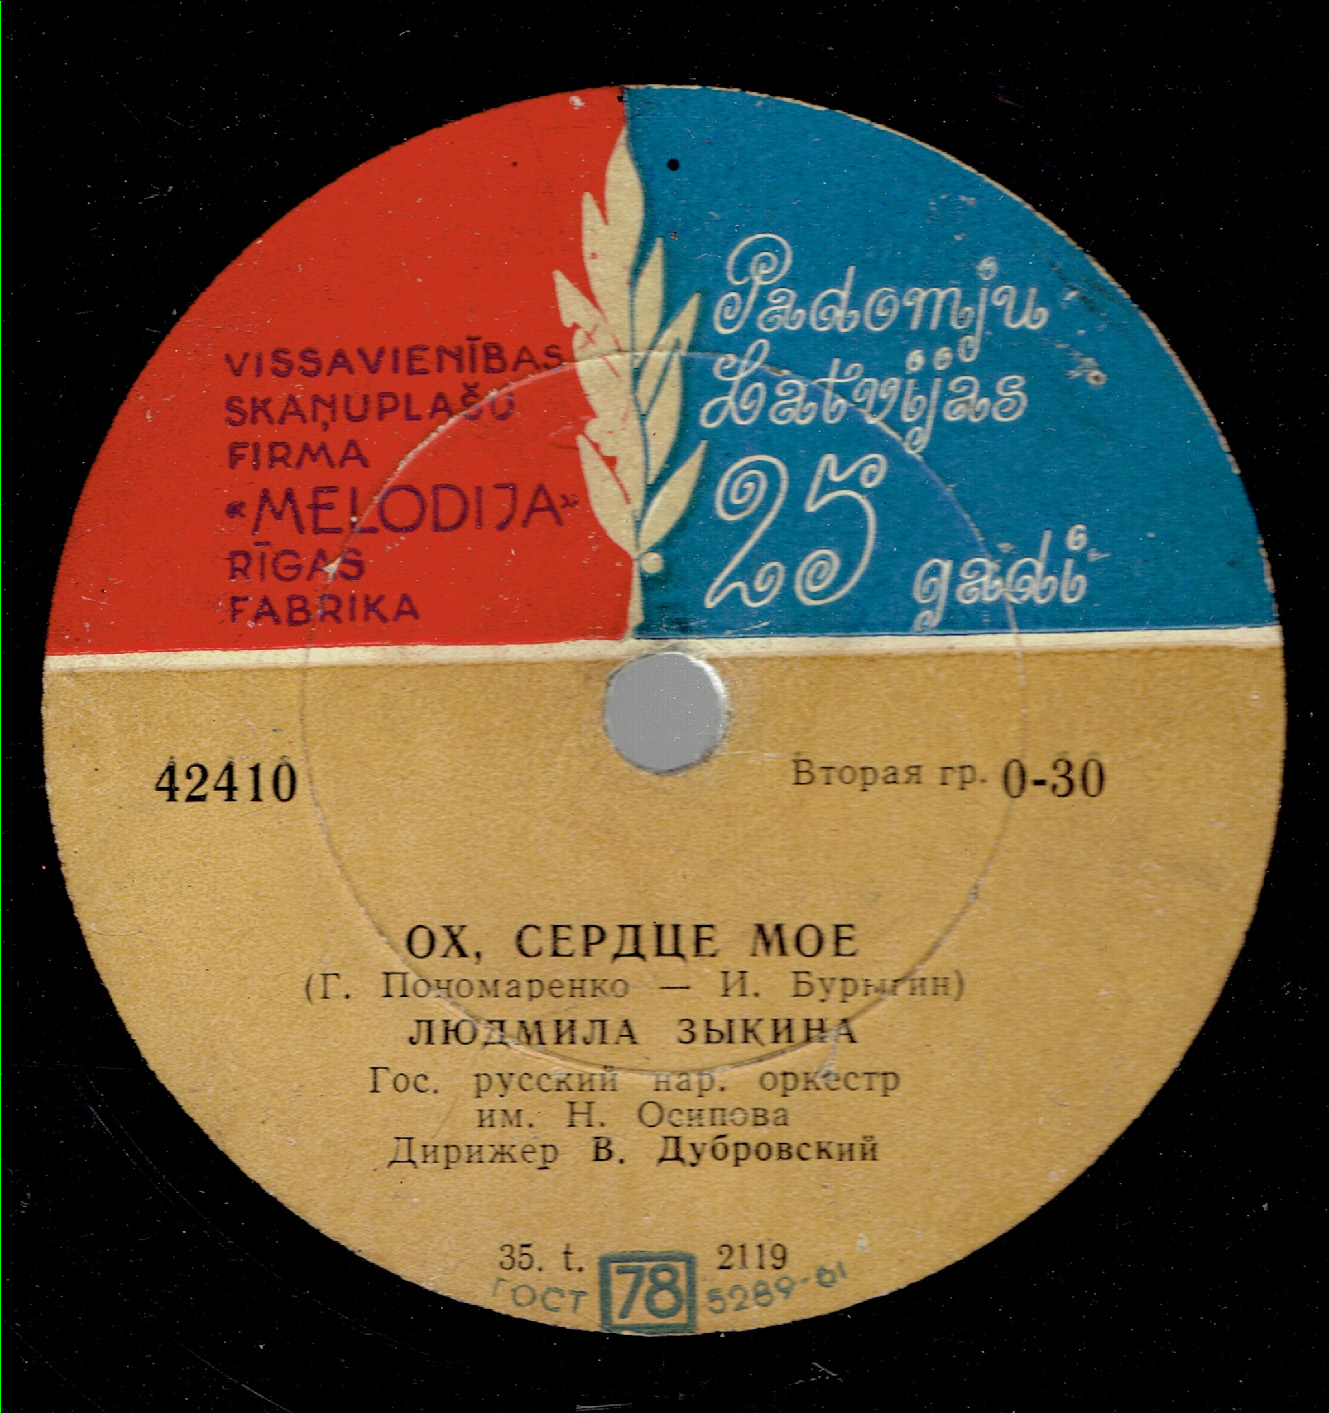 VISSAVIENĪBAS
SKAŅUPLAŠU
FIRMA
«MELODIJA»
RĪGAS
FABRIKA
Padomju
Latvijas
25 gadi
42410
Вторая гр. 0-30
ОХ, СЕРДЦЕ МОЕ
(Г. Пономаренко — И. Бурыгин)
ЛЮДМИЛА ЗЫКИНА
Гос. русский нар. оркестр
им. Н. Осипова
Дирижер В. Дубровский
35. t. 2119
ГОСТ 78 5289-61